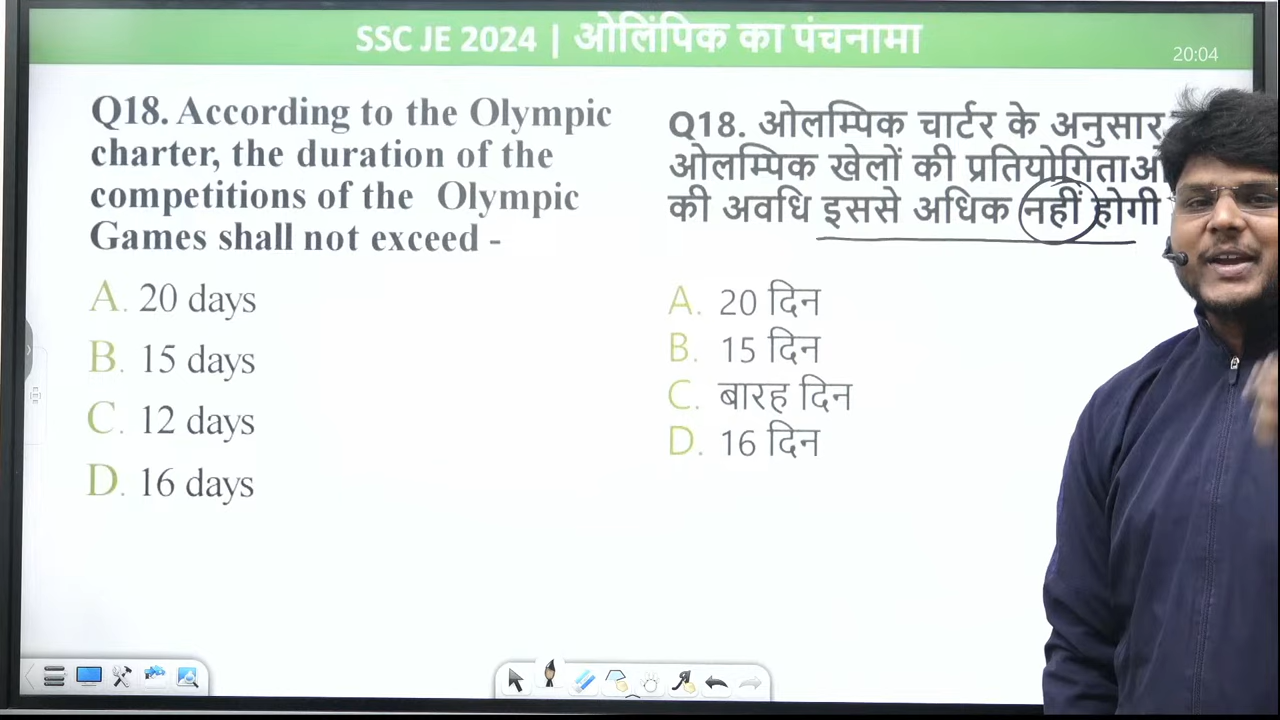 SSC JE 2024 | ओलिंपिक का पंचनामा
20:04
Q18. According to the Olympic
charter, the duration of the
competitions of the Olympic
Games shall not exceed -
A. 20 days
B. 15 days
C. 12 days
D. 16 days
Q18. ओलम्पिक चार्टर के अनुसार
ओलम्पिक खेलों की प्रतियोगिताओ
की अवधि इससे अधिक नहीं होगी
A. 20 दिन
B. 15 दिन
C. बारह दिन
D. 16 दिन